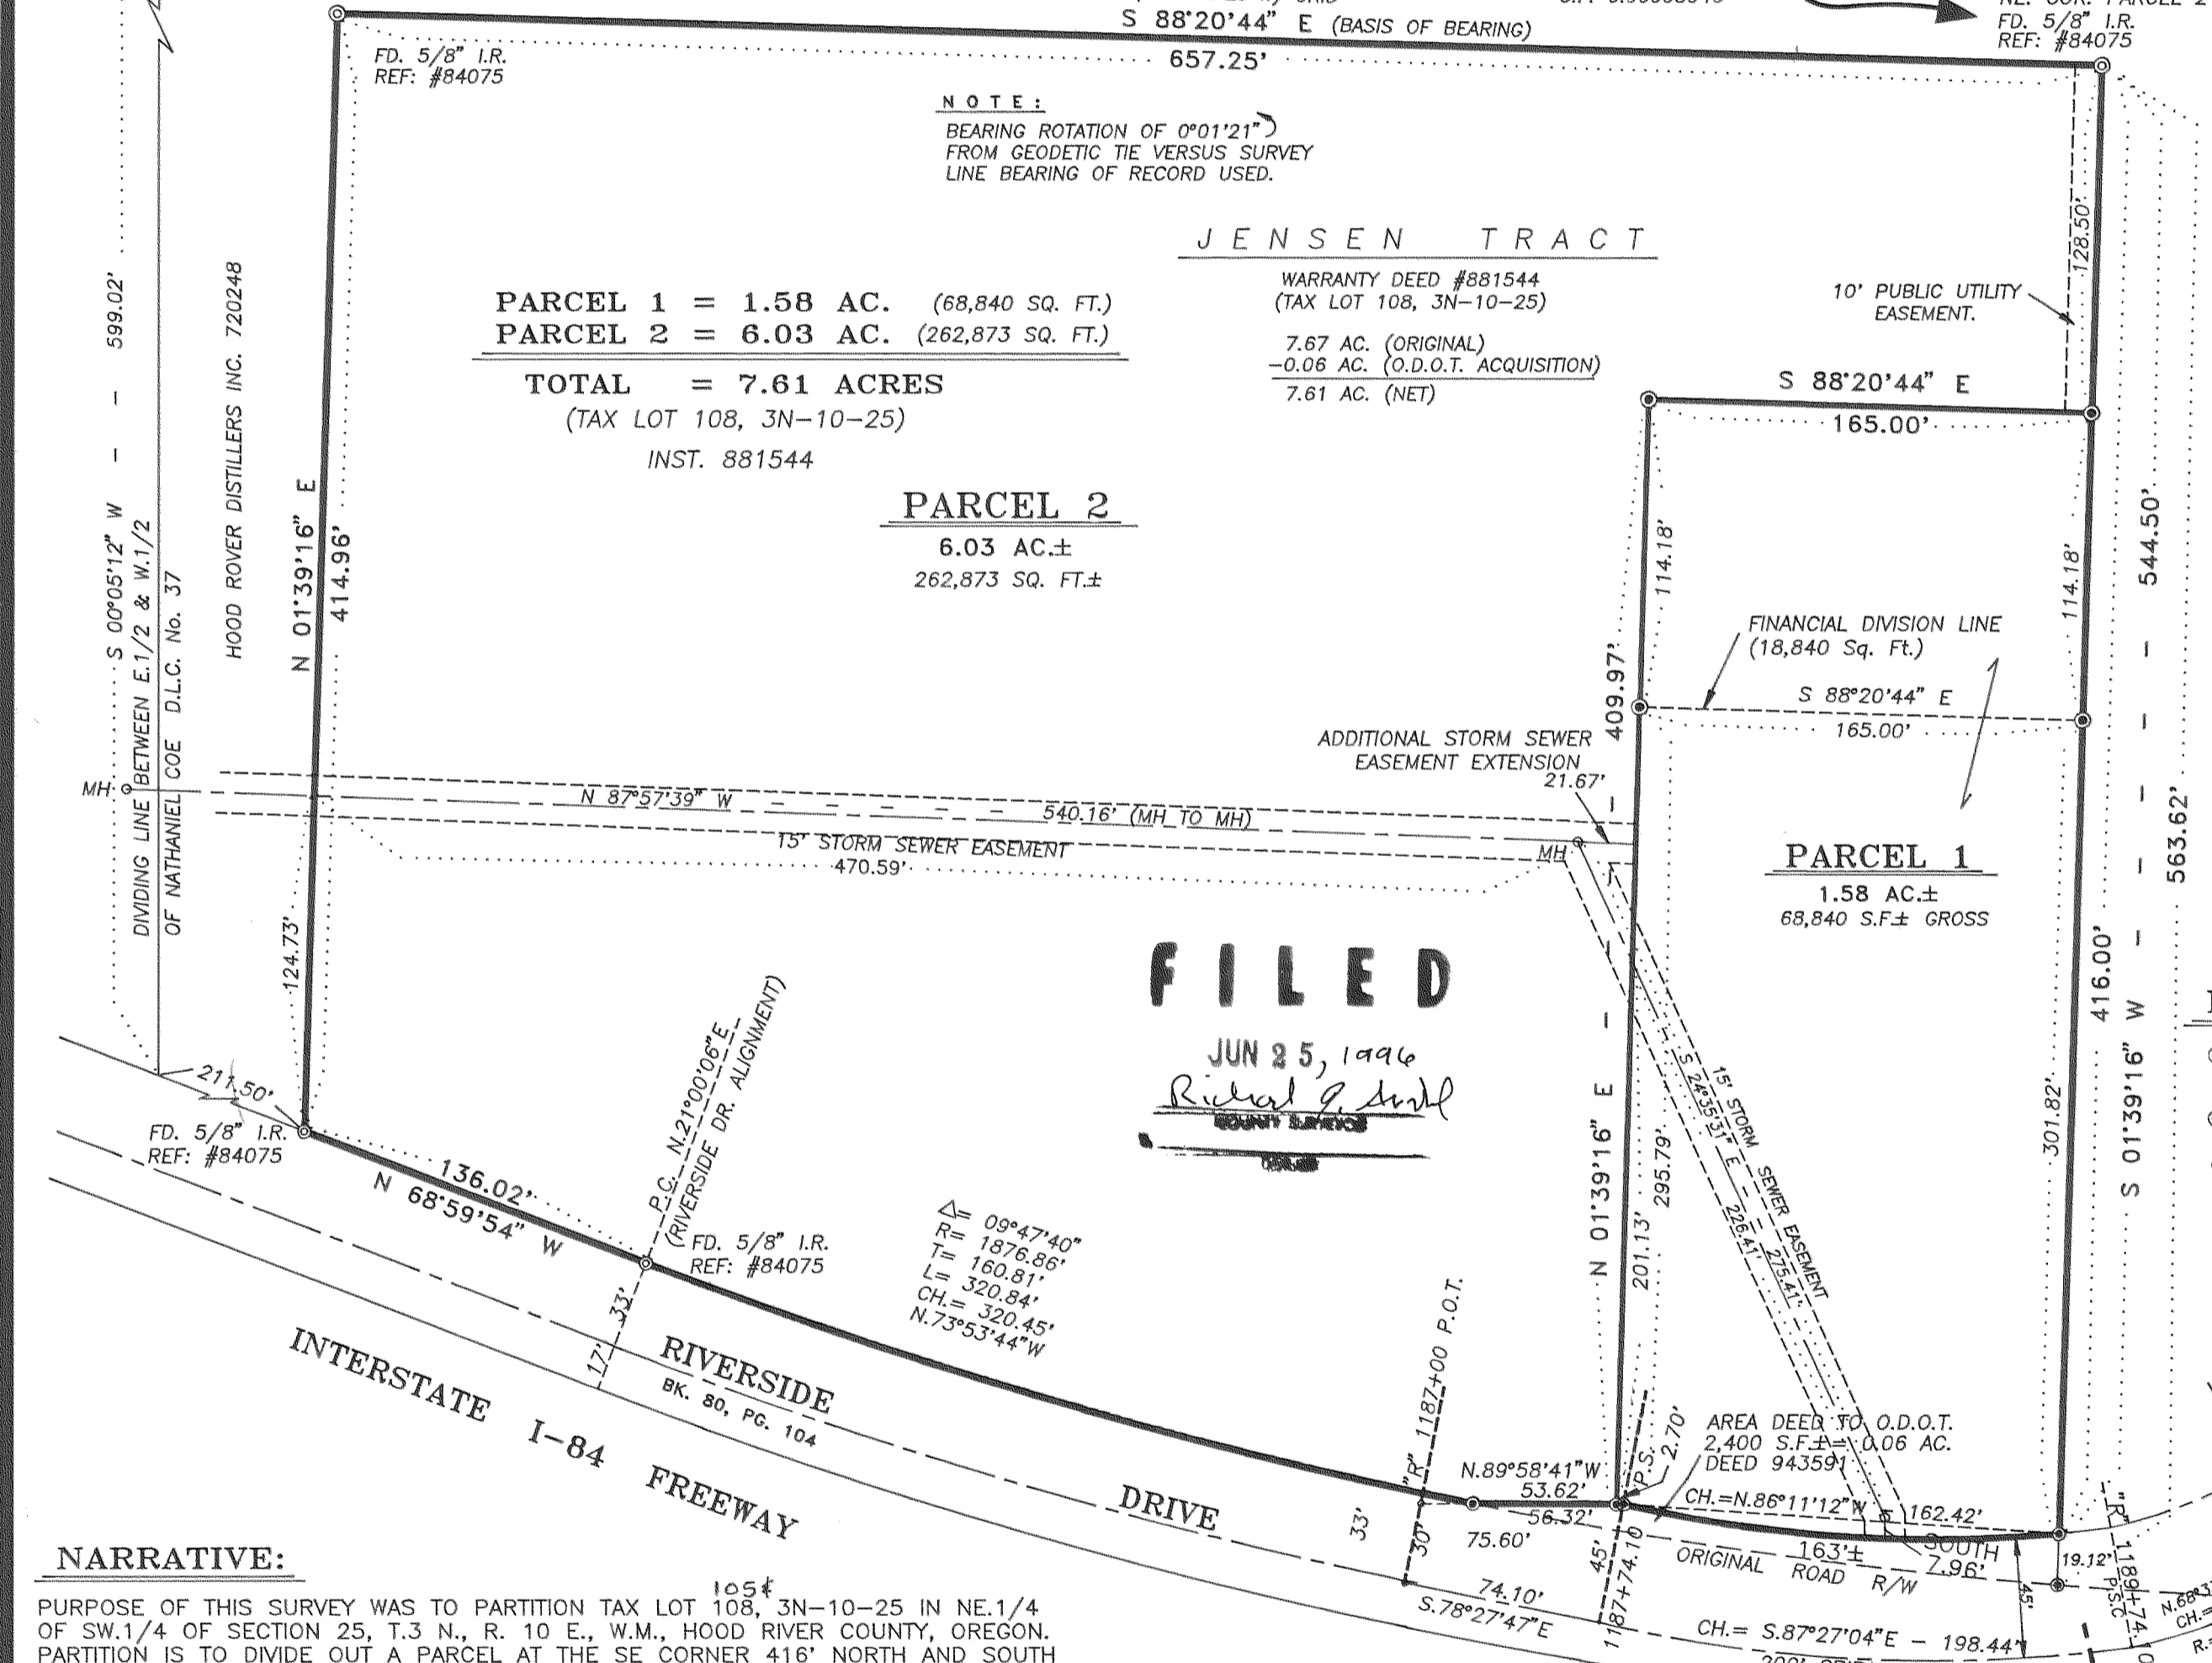 S 88°20'44" E (BASIS OF BEARING)
657.25'
FD. 5/8" I.R.
REF: #84075
FD. 5/8" I.R.
REF: #84075
NOTE:
BEARING ROTATION OF 0°01'21"
FROM GEODETIC TIE VERSUS SURVEY
LINE BEARING OF RECORD USED.
JENSEN TRACT
WARRANTY DEED #881544
(TAX LOT 108, 3N-10-25)
7.67 AC. (ORIGINAL)
-0.06 AC. (O.D.O.T. ACQUISITION)
7.61 AC. (NET)
PARCEL 1 = 1.58 AC. (68,840 SQ. FT.)
PARCEL 2 = 6.03 AC. (262,873 SQ. FT.)
TOTAL = 7.61 ACRES
(TAX LOT 108, 3N-10-25)
INST. 881544
PARCEL 2
6.03 AC.±
262,873 SQ. FT.±
10' PUBLIC UTILITY
EASEMENT.
128.50'
S 88°20'44" E
165.00'
S 00°05'12" W - - 599.02'
DIVIDING LINE BETWEEN E.1/2 & W.1/2
OF NATHANIEL COE D.L.C. No. 37
HOOD ROVER DISTILLERS INC. 720248
N 01°39'16" E
414.96'
114.18'
114.18'
FINANCIAL DIVISION LINE
(18,840 Sq. Ft.)
S 88°20'44" E
165.00'
544.50'
563.62'
416.00'
S 01°39'16" W
409.97'
N 01°39'16" E
ADDITIONAL STORM SEWER
EASEMENT EXTENSION
21.67'
MH
N 87°57'39" W
540.16' (MH TO MH)
15' STORM SEWER EASEMENT
470.59'
MH
PARCEL 1
1.58 AC.±
68,840 S.F± GROSS
124.73'
211.50'
FD. 5/8" I.R.
REF: #84075
136.02'
N 68°59'54" W
P.C. N.21°00'06"E
(RIVERSIDE DR. ALIGNMENT)
FD. 5/8" I.R.
REF: #84075
33'
17'
FILED
JUN 25, 1996
COUNTY SURVEYOR
Δ= 09°47'40"
R= 1876.86'
T= 160.81'
L= 320.84'
CH.= 320.45'
N.73°53'44"W
201.13'
295.79'
S 24°35'31" E - 275.41'
226.41'
15' STORM SEWER EASEMENT
301.82'
INTERSTATE I-84 FREEWAY
RIVERSIDE DRIVE
BK. 80, PG. 104
"R" 1187+00 P.O.T.
N.89°58'41"W
53.62'
56.32'
75.60'
33'
30'
74.10'
S.78°27'47"E
P.S.
2.70'
45'
1187+74.10
AREA DEED TO O.D.O.T.
2,400 S.F.±= 0.06 AC.
DEED 943591
CH.=N.86°11'12"W 162.42'
163'±
SOUTH
7.96'
ORIGINAL ROAD R/W
19.12'
45'
"R" 1189+74.10
P.S.C.
CH.= S.87°27'04"E - 198.44'
NARRATIVE:
105 &
PURPOSE OF THIS SURVEY WAS TO PARTITION TAX LOT 108, 3N-10-25 IN NE.1/4
OF SW.1/4 OF SECTION 25, T.3 N., R. 10 E., W.M., HOOD RIVER COUNTY, OREGON.
PARTITION IS TO DIVIDE OUT A PARCEL AT THE SE CORNER 416' NORTH AND SOUTH